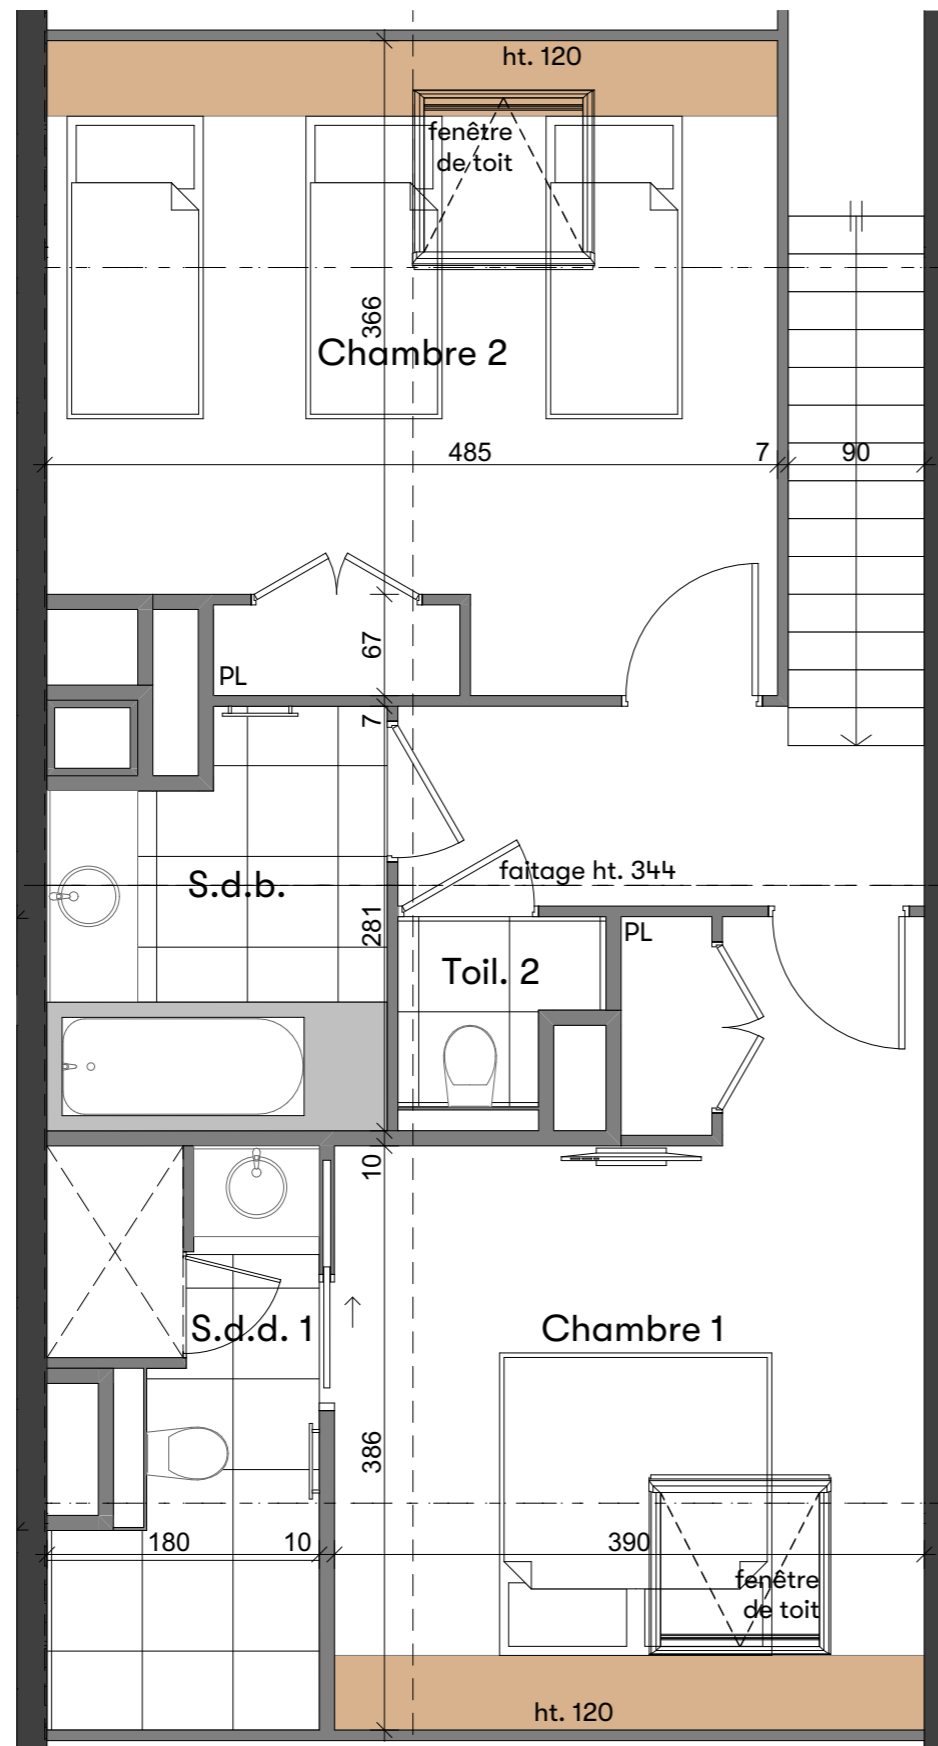 ht. 120
fenêtre
de toit
366
Chambre 2
485
7
90
67
PL
7
faitage ht. 344
S.d.b.
281
PL
Toil. 2
10
S.d.d. 1
Chambre 1
386
180
10
390
fenêtre
de toit
ht. 120